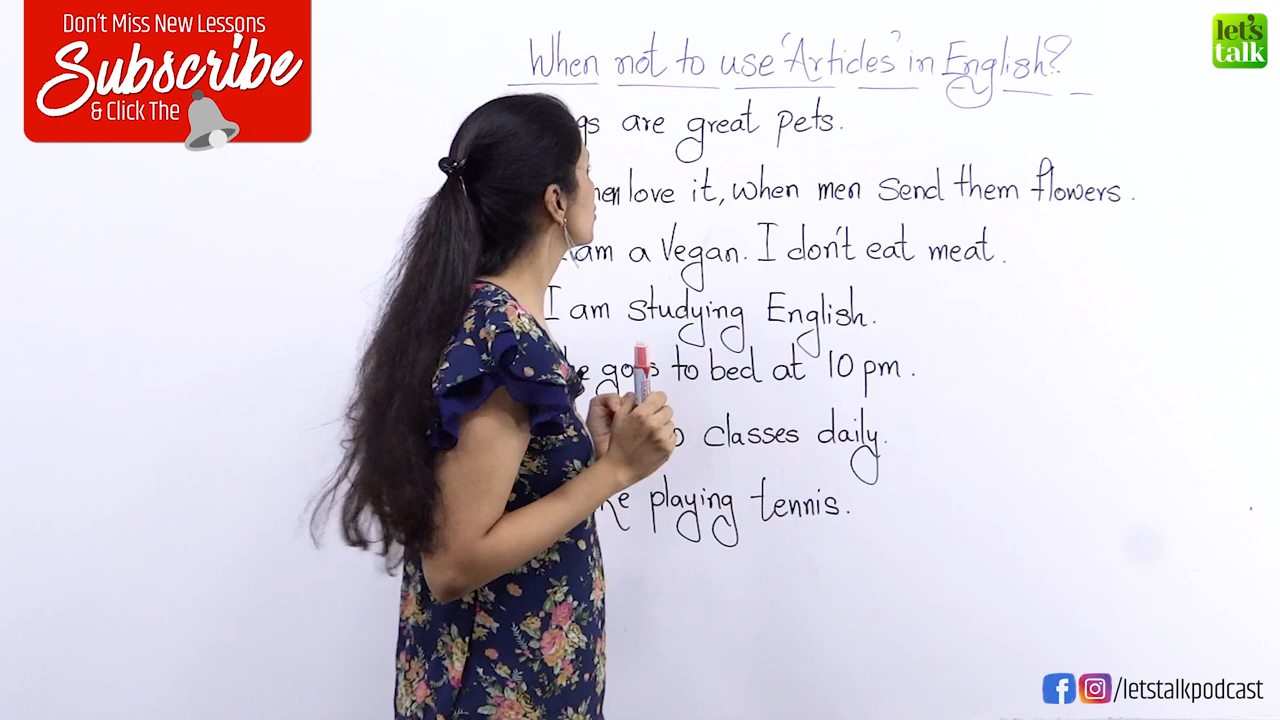 Don't Miss New Lessons
Subscribe
& Click The
let's
talk
When not to use 'Articles' in English?
are great pets.
love it, when men send them flowers.
am a Vegan. I don't eat meat.
I am studying English.
to bed at 10 pm.
classes daily.
playing tennis.
/letstalkpodcast